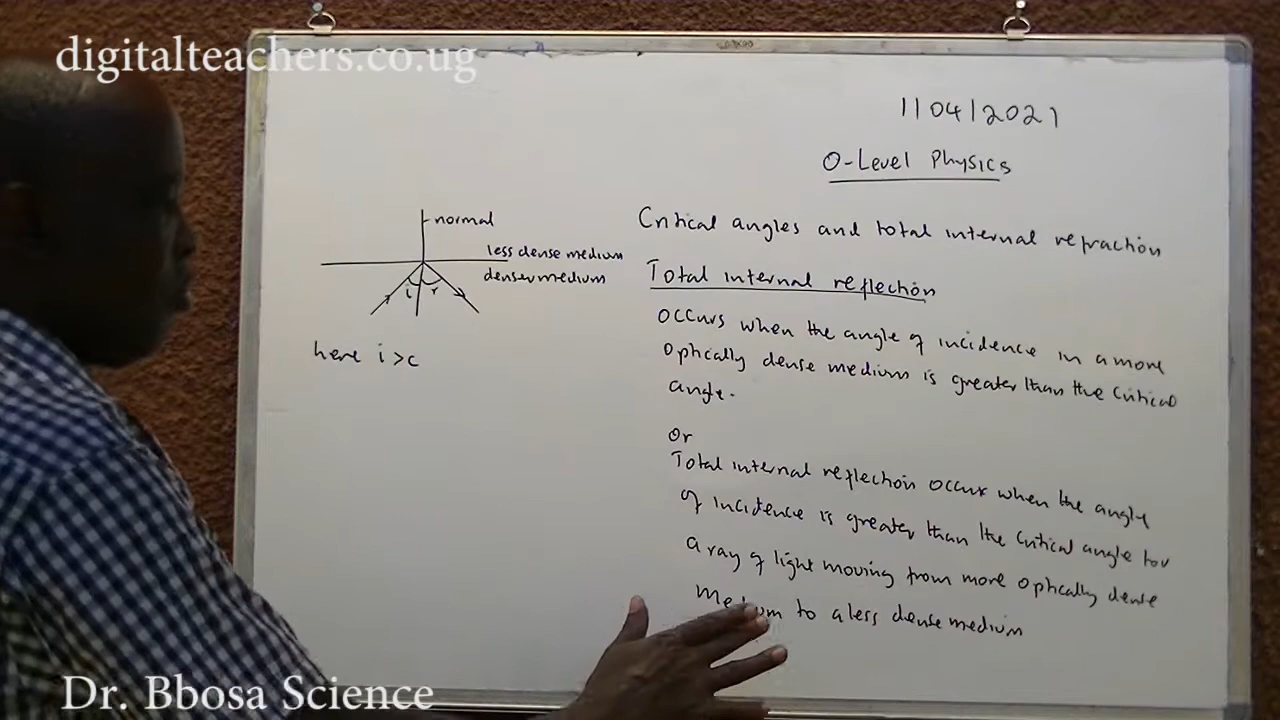 digitalteachers.co.ug
11/04/2021
O-Level Physics
normal
less dense medium
denser medium
i r
here i > c
Critical angles and total internal refraction
Total internal reflection
occurs when the angle of incidence in a more
optically dense medium is greater than the critical
angle.
Or
Total internal reflection occurs when the angle
of incidence is greater than the critical angle for
a ray of light moving from more optically dense
medium to a less dense medium
Dr. Bbosa Science